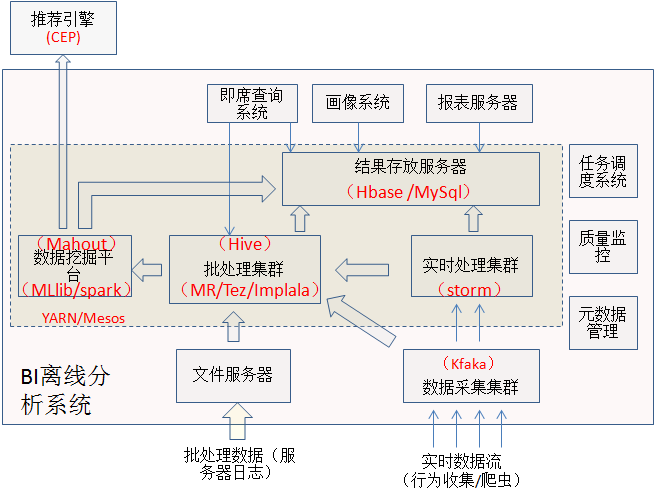 推荐引擎
(CEP)
即席查询
系统
画像系统
报表服务器
结果存放服务器
（Hbase /MySql）
任务调
度系统
（Mahout）
数据挖掘平
台
（MLlib/spark）
（Hive）
批处理集群
（MR/Tez/Implala）
实时处理集群
（storm）
质量监
控
YARN/Mesos
元数据
管理
BI离线分
析系统
文件服务器
（Kfaka）
数据采集集群
批处理数据（服
务器日志）
实时数据流
（行为收集/爬虫）